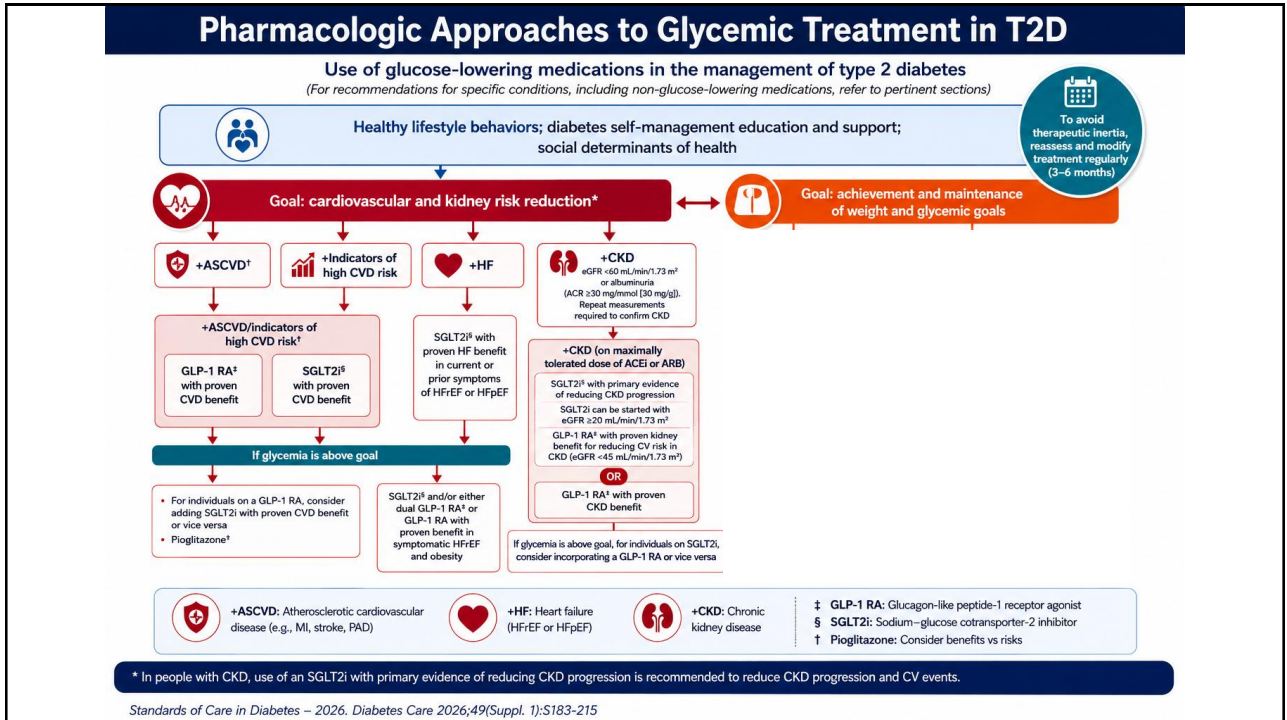 Pharmacologic Approaches to Glycemic Treatment in T2D
Use of glucose-lowering medications in the management of type 2 diabetes
(For recommendations for specific conditions, including non-glucose-lowering medications, refer to pertinent sections)
To avoid
therapeutic inertia,
reassess and modify
treatment regularly
(3–6 months)
Healthy lifestyle behaviors; diabetes self-management education and support;
social determinants of health
Goal: cardiovascular and kidney risk reduction*
Goal: achievement and maintenance
of weight and glycemic goals
+ASCVD†
+Indicators of
high CVD risk
+HF
+CKD
eGFR <60 mL/min/1.73 m²
or albuminuria
(ACR ≥30 mg/mmol [30 mg/g]).
Repeat measurements
required to confirm CKD
+ASCVD/indicators of
high CVD risk†
GLP-1 RA‡
with proven
CVD benefit
SGLT2i§
with proven
CVD benefit
SGLT2i§ with
proven HF benefit
in current or
prior symptoms
of HFrEF or HFpEF
+CKD (on maximally
tolerated dose of ACEi or ARB)
SGLT2i§ with primary evidence
of reducing CKD progression
SGLT2i can be started with
eGFR ≥20 mL/min/1.73 m²
GLP-1 RA‡ with proven kidney
benefit for reducing CV risk in
CKD (eGFR <45 mL/min/1.73 m²)
OR
GLP-1 RA‡ with proven
CKD benefit
If glycemia is above goal
• For individuals on a GLP-1 RA, consider
adding SGLT2i with proven CVD benefit
or vice versa
• Pioglitazone‡
SGLT2i§ and/or either
dual GLP-1 RA‡ or
GLP-1 RA with
proven benefit in
symptomatic HFrEF
and obesity
If glycemia is above goal, for individuals on SGLT2i,
consider incorporating a GLP-1 RA or vice versa
+ASCVD: Atherosclerotic cardiovascular
disease (e.g., MI, stroke, PAD)
+HF: Heart failure
(HFrEF or HFpEF)
+CKD: Chronic
kidney disease
‡ GLP-1 RA: Glucagon-like peptide-1 receptor agonist
§ SGLT2i: Sodium–glucose cotransporter-2 inhibitor
† Pioglitazone: Consider benefits vs risks
* In people with CKD, use of an SGLT2i with primary evidence of reducing CKD progression is recommended to reduce CKD progression and CV events.
Standards of Care in Diabetes – 2026. Diabetes Care 2026;49(Suppl. 1):S183-215